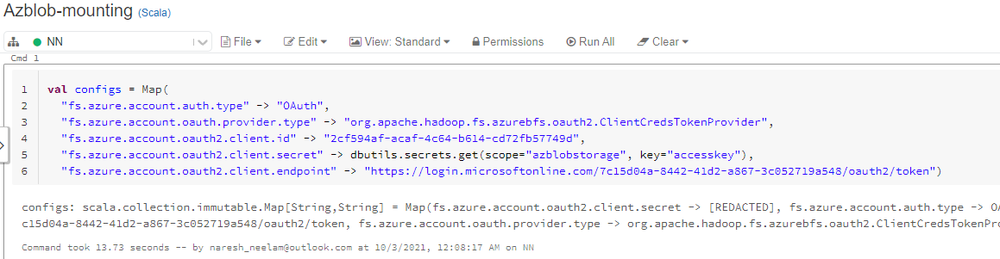 Azblob-mounting (Scala)
NN File Edit View: Standard Permissions Run All Clear
Cmd 1
1 val configs = Map(
2 "fs.azure.account.auth.type" -> "OAuth",
3 "fs.azure.account.oauth.provider.type" -> "org.apache.hadoop.fs.azurebfs.oauth2.ClientCredsTokenProvider",
4 "fs.azure.account.oauth2.client.id" -> "2cf594af-acaf-4c64-b614-cd72fb57749d",
5 "fs.azure.account.oauth2.client.secret" -> dbutils.secrets.get(scope="azblobstorage", key="accesskey"),
6 "fs.azure.account.oauth2.client.endpoint" -> "https://login.microsoftonline.com/7c15d04a-8442-41d2-a867-3c052719a548/oauth2/token")
configs: scala.collection.immutable.Map[String,String] = Map(fs.azure.account.oauth2.client.secret -> [REDACTED], fs.azure.account.auth.type -> OA
c15d04a-8442-41d2-a867-3c052719a548/oauth2/token, fs.azure.account.oauth.provider.type -> org.apache.hadoop.fs.azurebfs.oauth2.ClientCredsTokenPr
Command took 13.73 seconds -- by naresh_neelam@outlook.com at 10/3/2021, 12:08:17 AM on NN